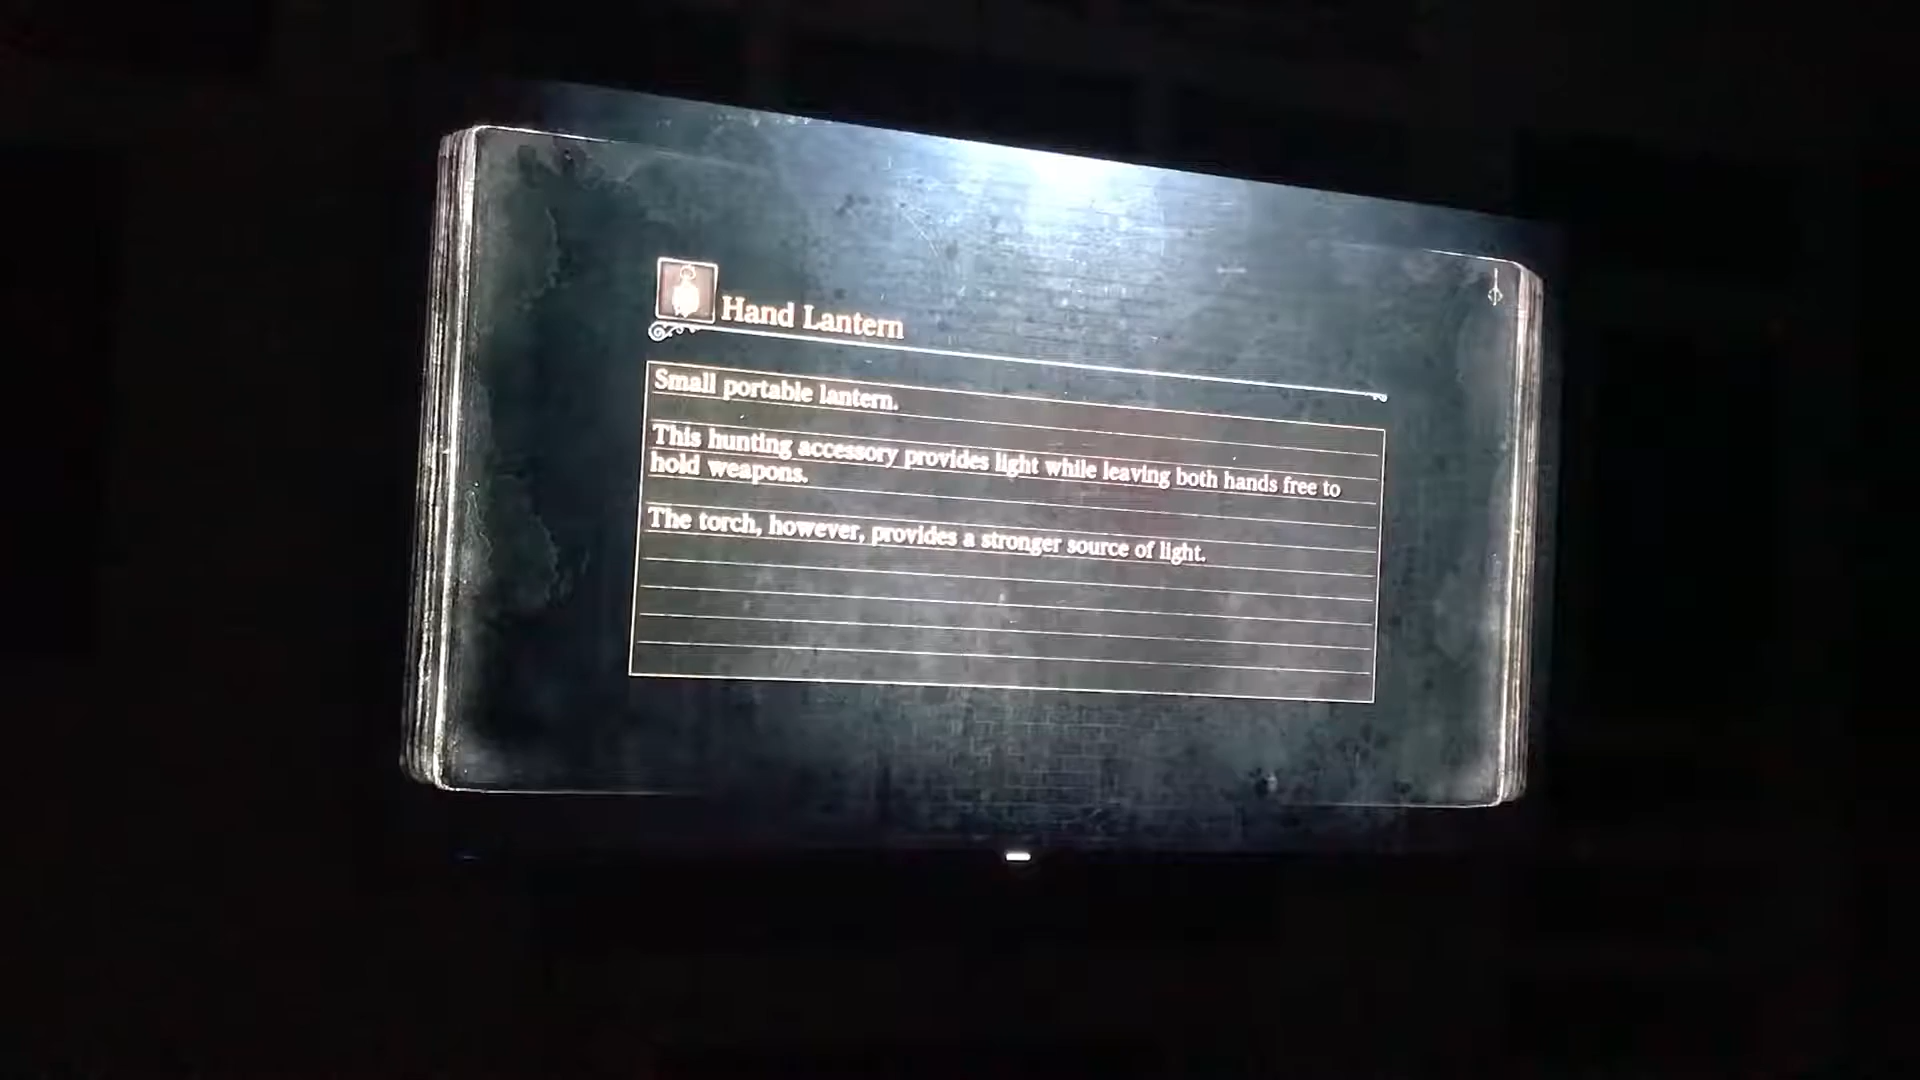 Hand Lantern
Small portable lantern.
This hunting accessory provides light while leaving both hands free to
hold weapons.
The torch, however, provides a stronger source of light.